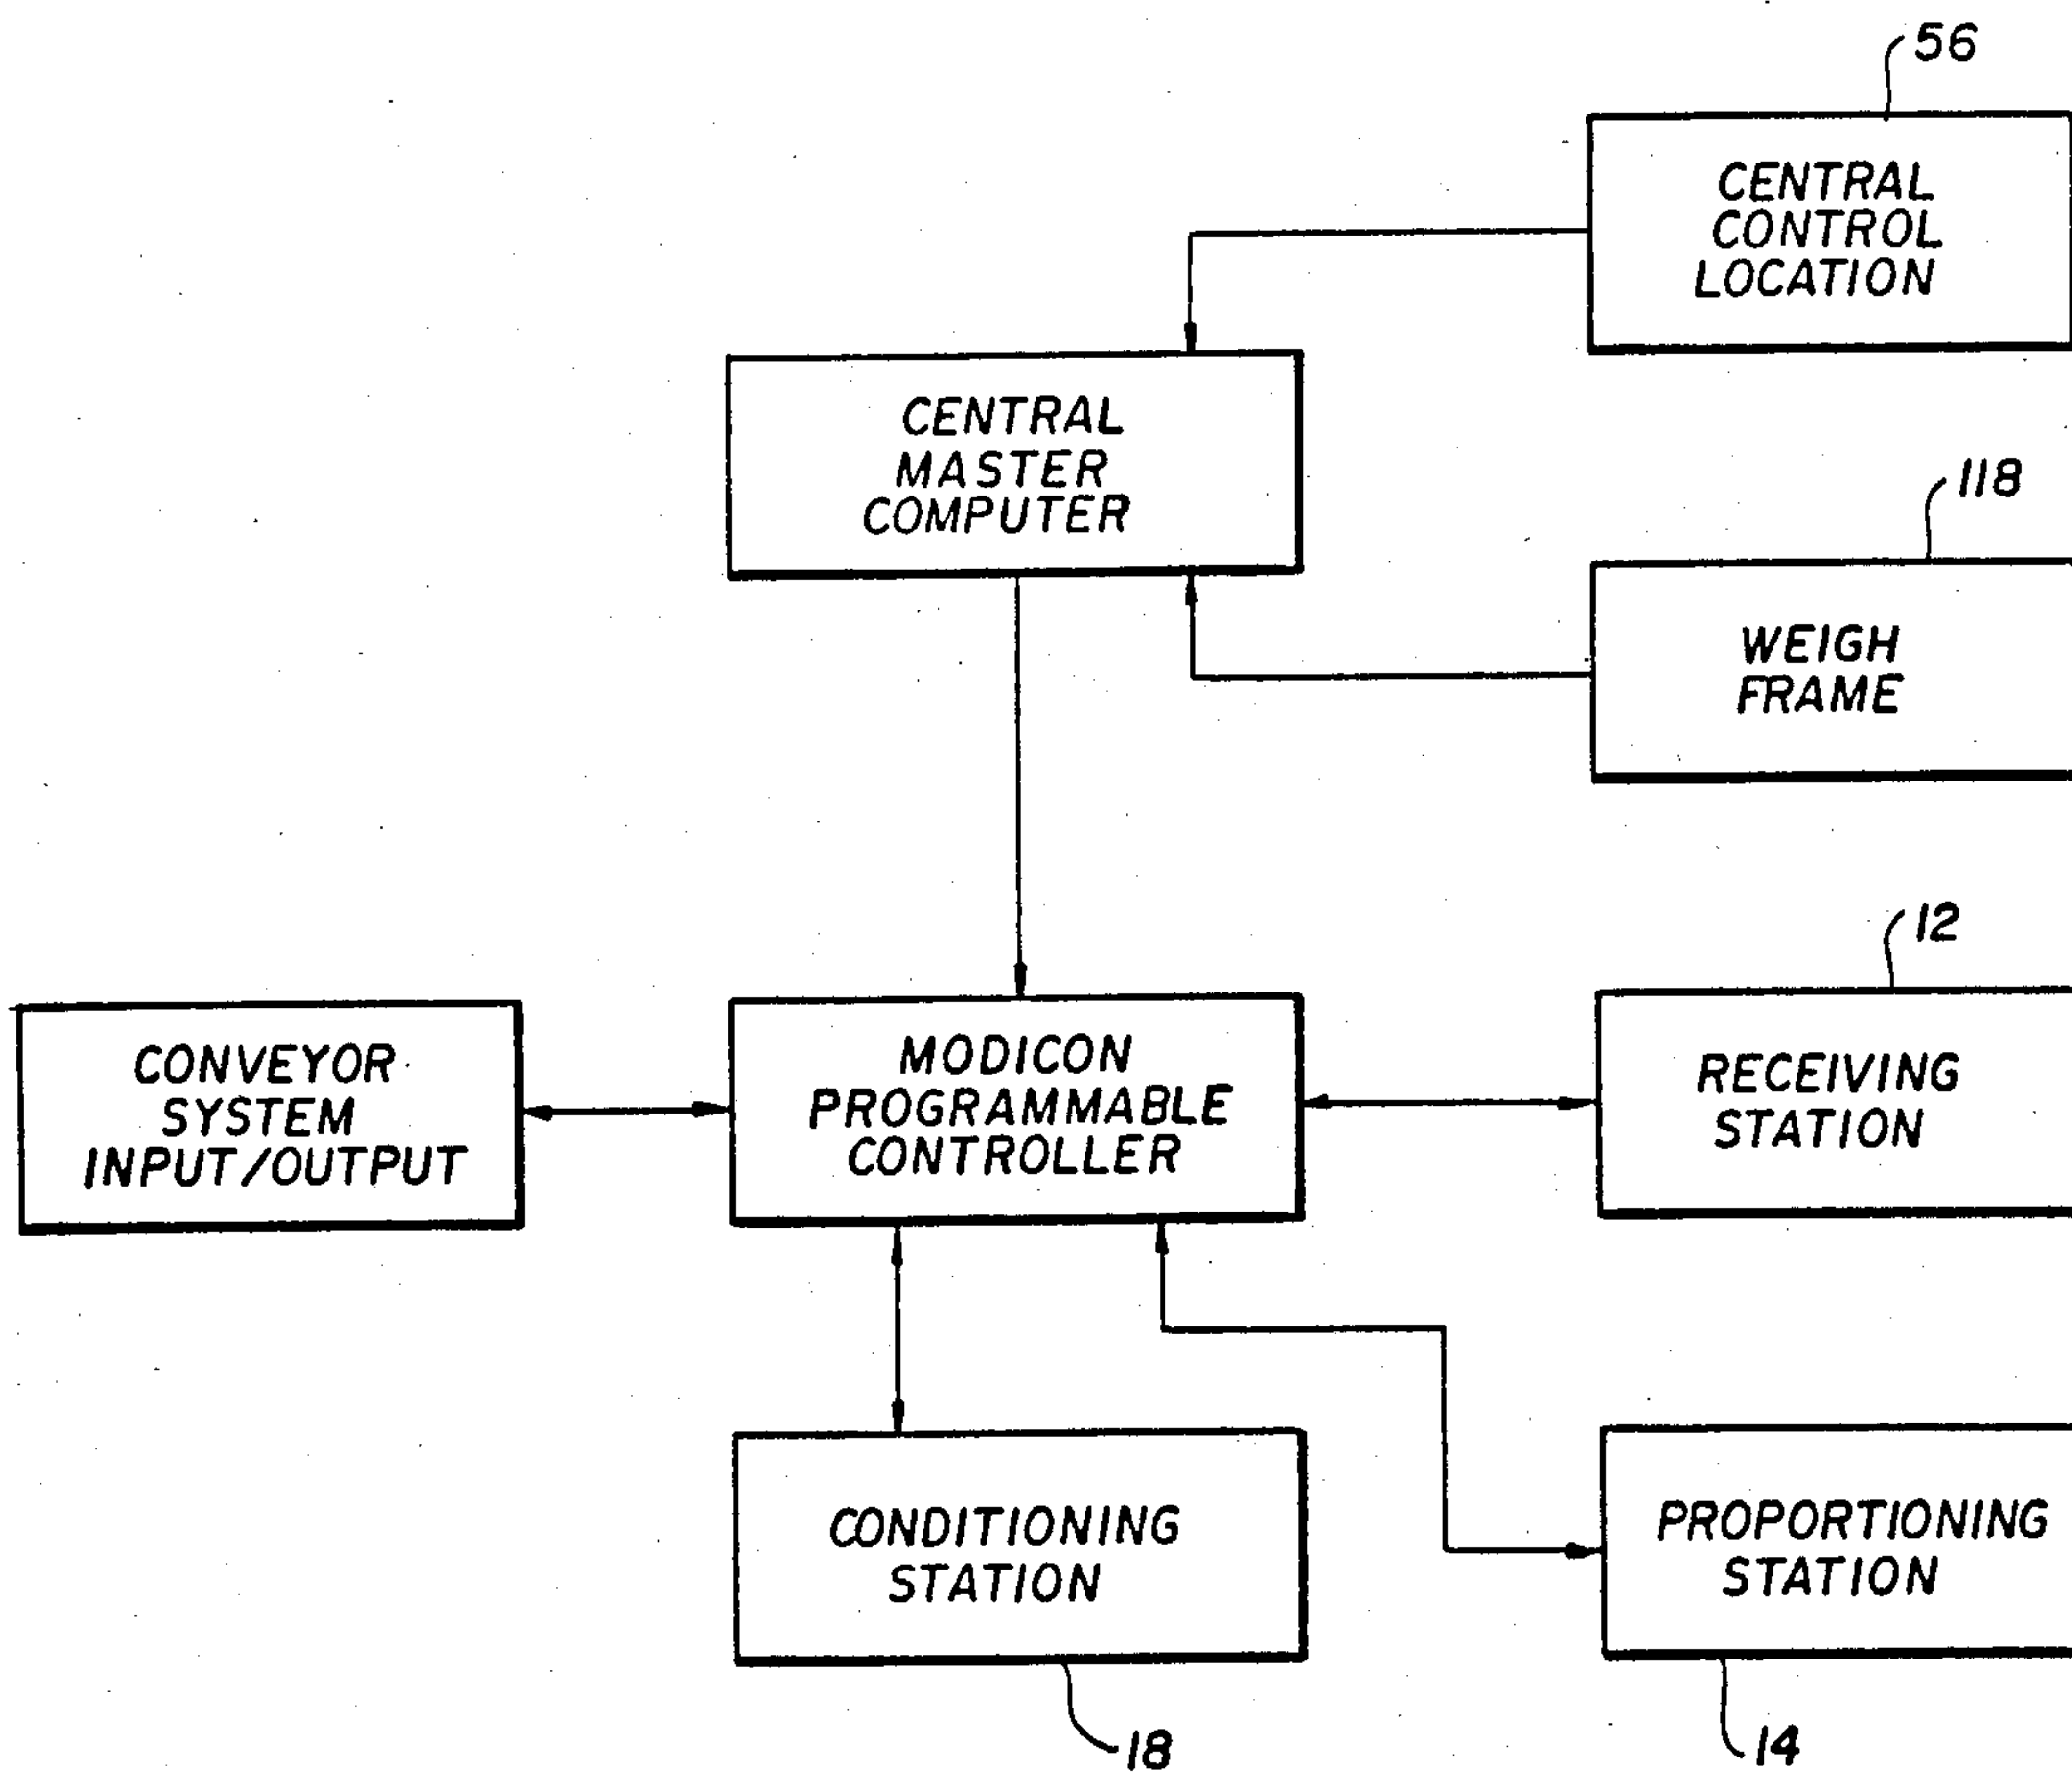 56
CENTRAL
CONTROL
LOCATION
CENTRAL
MASTER
COMPUTER
118
WEIGH
FRAME
12
CONVEYOR
SYSTEM
INPUT/OUTPUT
MODICON
PROGRAMMABLE
CONTROLLER
RECEIVING
STATION
CONDITIONING
STATION
PROPORTIONING
STATION
18
14